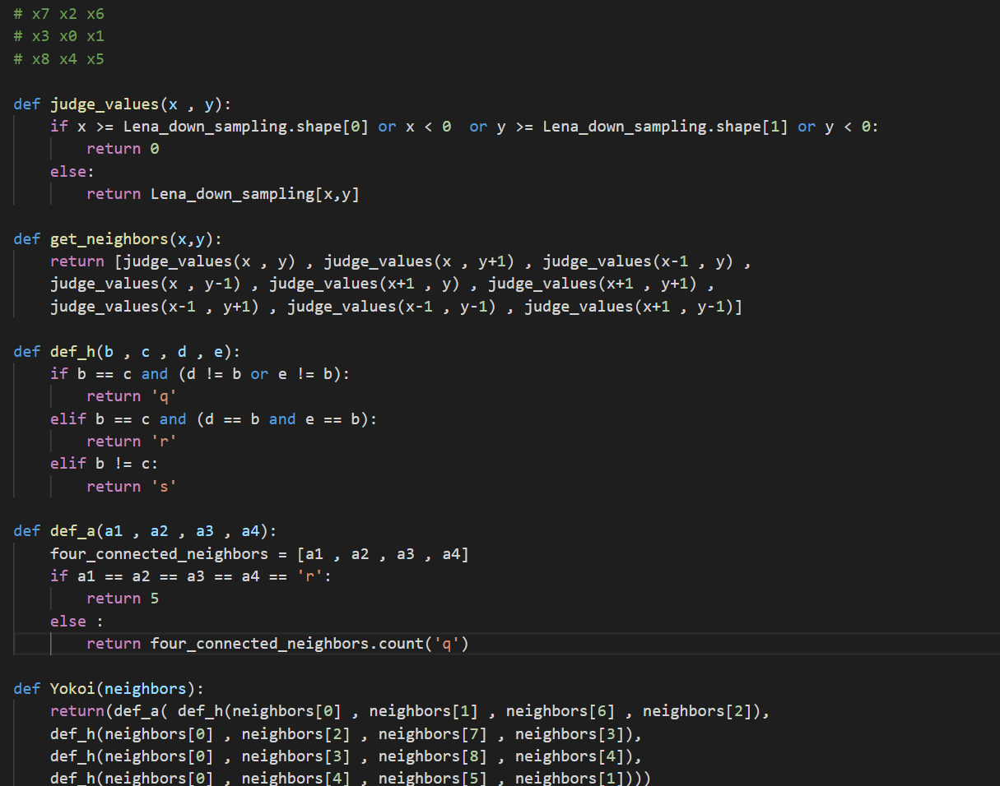 # x7 x2 x6
# x3 x0 x1
# x8 x4 x5

def judge_values(x , y):
    if x >= Lena_down_sampling.shape[0] or x < 0  or y >= Lena_down_sampling.shape[1] or y < 0:
        return 0
    else:
        return Lena_down_sampling[x,y]

def get_neighbors(x,y):
    return [judge_values(x , y) , judge_values(x , y+1) , judge_values(x-1 , y) ,
    judge_values(x , y-1) , judge_values(x+1 , y) , judge_values(x+1 , y+1) ,
    judge_values(x-1 , y+1) , judge_values(x-1 , y-1) , judge_values(x+1 , y-1)]

def def_h(b , c , d , e):
    if b == c and (d != b or e != b):
        return 'q'
    elif b == c and (d == b and e == b):
        return 'r'
    elif b != c:
        return 's'

def def_a(a1 , a2 , a3 , a4):
    four_connected_neighbors = [a1 , a2 , a3 , a4]
    if a1 == a2 == a3 == a4 == 'r':
        return 5
    else :
        return four_connected_neighbors.count('q')

def Yokoi(neighbors):
    return(def_a( def_h(neighbors[0] , neighbors[1] , neighbors[6] , neighbors[2]),
    def_h(neighbors[0] , neighbors[2] , neighbors[7] , neighbors[3]),
    def_h(neighbors[0] , neighbors[3] , neighbors[8] , neighbors[4]),
    def_h(neighbors[0] , neighbors[4] , neighbors[5] , neighbors[1])))